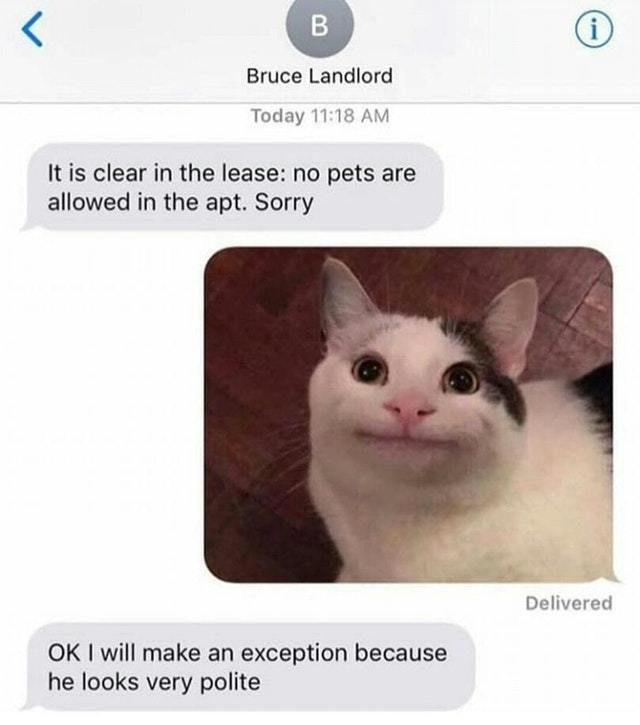 B
Bruce Landlord
Today 11:18 AM
It is clear in the lease: no pets are
allowed in the apt. Sorry
Delivered
OK I will make an exception because
he looks very polite